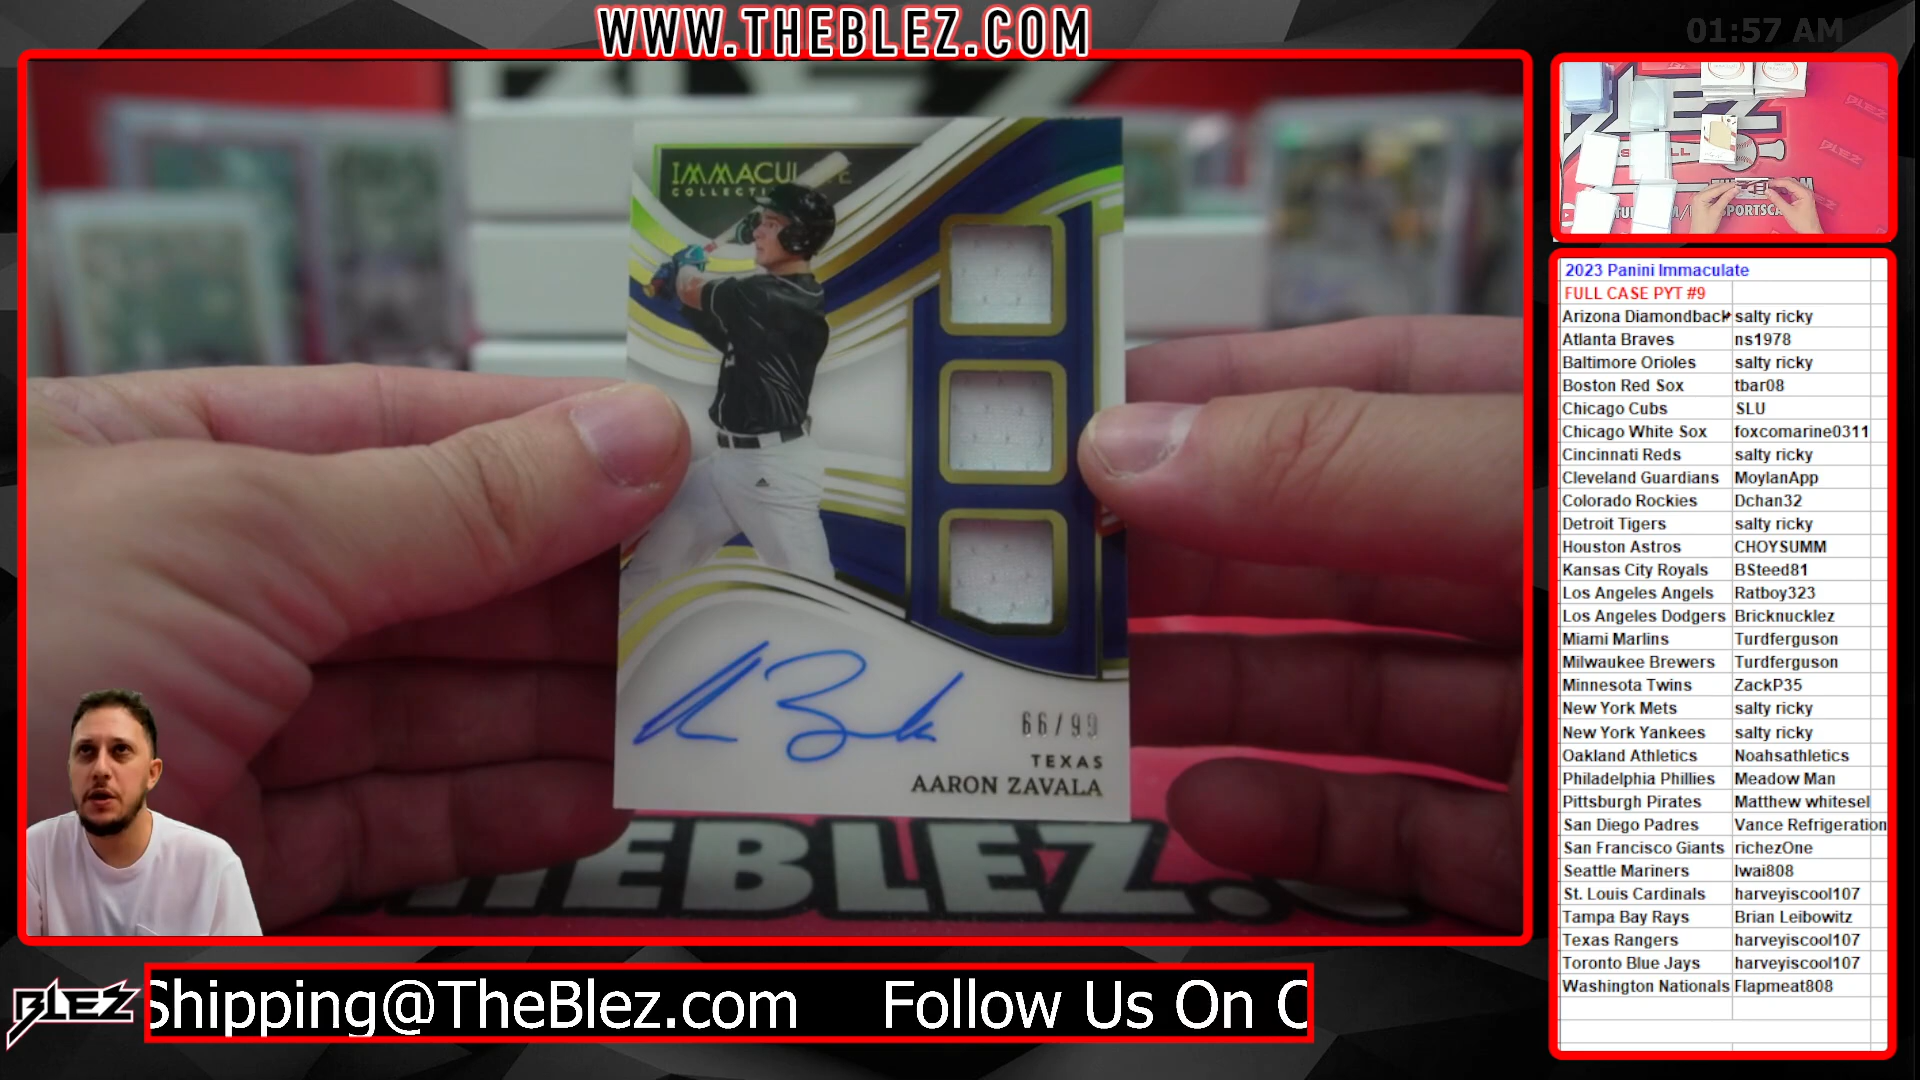 WWW.THEBLEZ.COM
01:57 AM
IMMACULATE
COLLECTI
66/99
TEXAS
AARON ZAVALA
THEBLEZ.C
BLEZ
Shipping@TheBlez.com Follow Us On
2023 Panini Immaculate
FULL CASE PYT #9
Arizona Diamondback salty ricky
Atlanta Braves ns1978
Baltimore Orioles salty ricky
Boston Red Sox tbar08
Chicago Cubs SLU
Chicago White Sox foxcomarine0311
Cincinnati Reds salty ricky
Cleveland Guardians MoylanApp
Colorado Rockies Dchan32
Detroit Tigers salty ricky
Houston Astros CHOYSUMM
Kansas City Royals BSteed81
Los Angeles Angels Ratboy323
Los Angeles Dodgers Bricknucklez
Miami Marlins Turdferguson
Milwaukee Brewers Turdferguson
Minnesota Twins ZackP35
New York Mets salty ricky
New York Yankees salty ricky
Oakland Athletics Noahsathletics
Philadelphia Phillies Meadow Man
Pittsburgh Pirates Matthew whitesel
San Diego Padres Vance Refrigeration
San Francisco Giants richezOne
Seattle Mariners lwai808
St. Louis Cardinals harveyiscool107
Tampa Bay Rays Brian Leibowitz
Texas Rangers harveyiscool107
Toronto Blue Jays harveyiscool107
Washington Nationals Flapmeat808